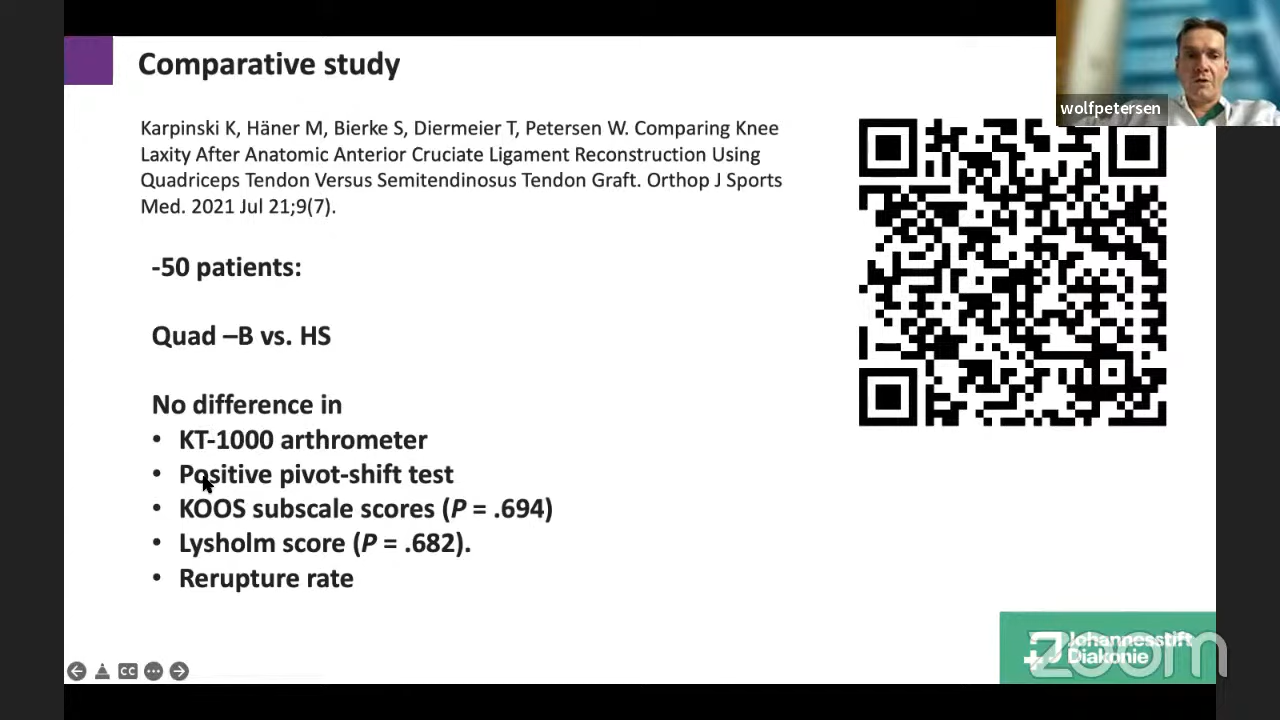 Comparative study
wolfpetersen
Karpinski K, Häner M, Bierke S, Diermeier T, Petersen W. Comparing Knee
Laxity After Anatomic Anterior Cruciate Ligament Reconstruction Using
Quadriceps Tendon Versus Semitendinosus Tendon Graft. Orthop J Sports
Med. 2021 Jul 21;9(7).
-50 patients:
Quad –B vs. HS
No difference in
• KT-1000 arthrometer
• Positive pivot-shift test
• KOOS subscale scores (P = .694)
• Lysholm score (P = .682).
• Rerupture rate
Johannesstift
Diakonie
zoom
CC